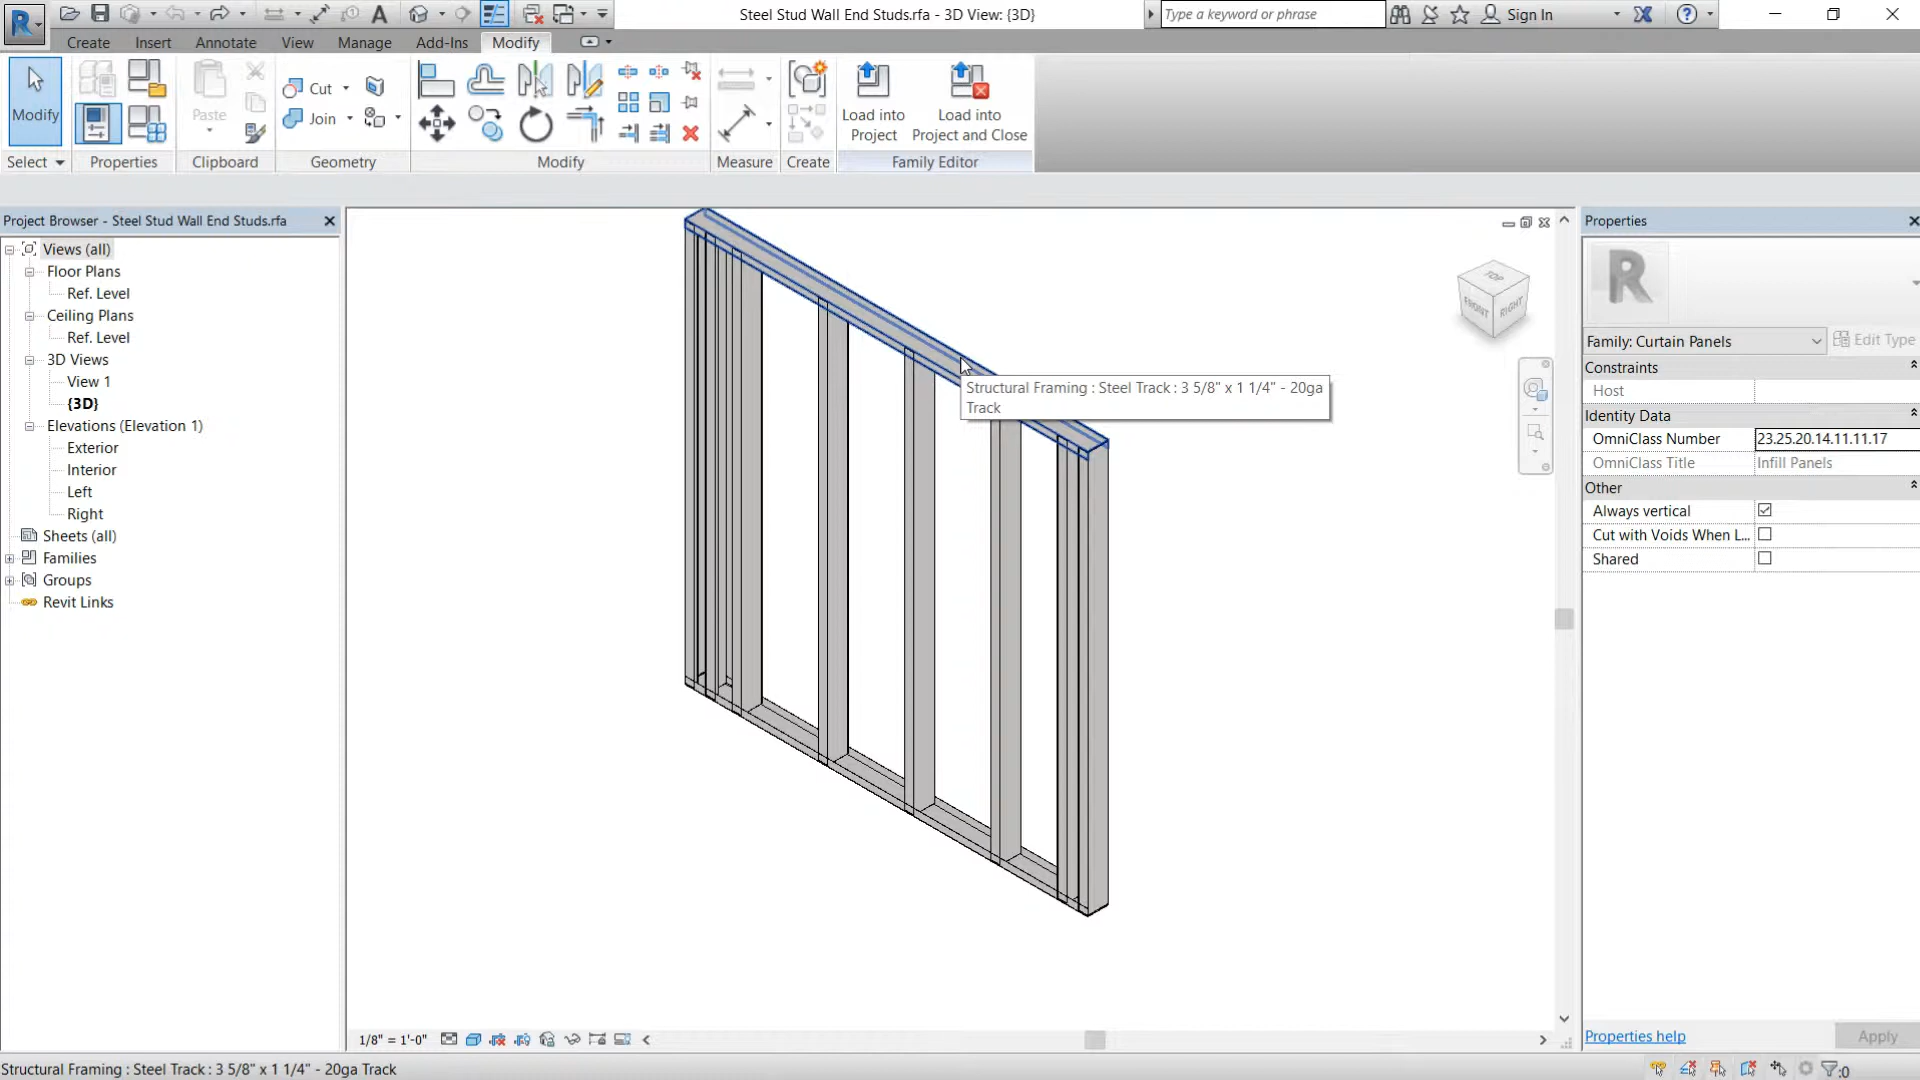 Steel Stud Wall End Studs.rfa - 3D View: {3D}
Type a keyword or phrase
Sign In
Create
Insert
Annotate
View
Manage
Add-Ins
Modify
Modify
Paste
Cut
Join
Load into
Project
Load into
Project and Close
Select
Properties
Clipboard
Geometry
Modify
Measure
Create
Family Editor
Project Browser - Steel Stud Wall End Studs.rfa
Views (all)
Floor Plans
Ref. Level
Ceiling Plans
Ref. Level
3D Views
View 1
{3D}
Elevations (Elevation 1)
Exterior
Interior
Left
Right
Sheets (all)
Families
Groups
Revit Links
TOP
FRONT
RIGHT
Structural Framing : Steel Track : 3 5/8" x 1 1/4" - 20ga
Track
Properties
R
Family: Curtain Panels
Edit Type
Constraints
Host
Identity Data
OmniClass Number
23.25.20.14.11.11.17
OmniClass Title
Infill Panels
Other
Always vertical
Cut with Voids When L...
Shared
Properties help
Apply
1/8" = 1'-0"
Structural Framing : Steel Track : 3 5/8" x 1 1/4" - 20ga Track
:0